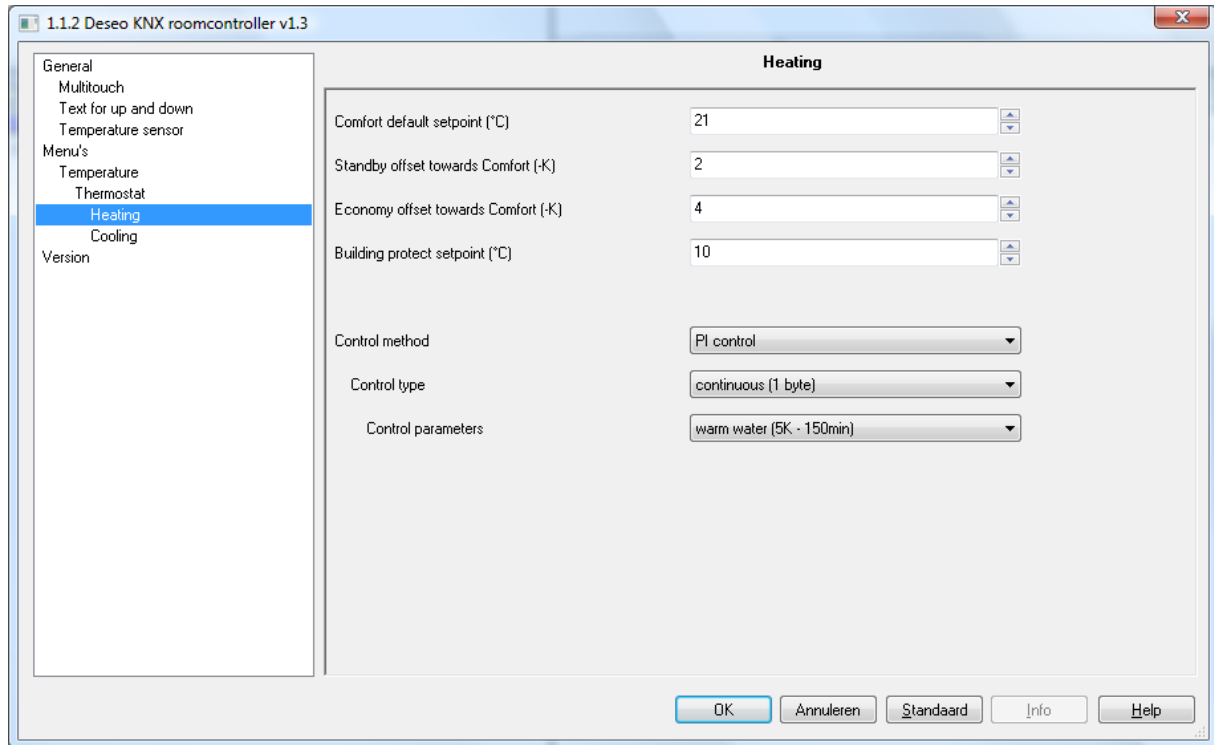 1.1.2 Deseo KNX roomcontroller v1.3
General
Multitouch
Text for up and down
Temperature sensor
Menu's
Temperature
Thermostat
Heating
Cooling
Version
Heating
Comfort default setpoint (°C) 21
Standby offset towards Comfort (-K) 2
Economy offset towards Comfort (-K) 4
Building protect setpoint (°C) 10
Control method PI control
Control type continuous (1 byte)
Control parameters warm water (5K - 150min)
OK Annuleren Standaard Info Help